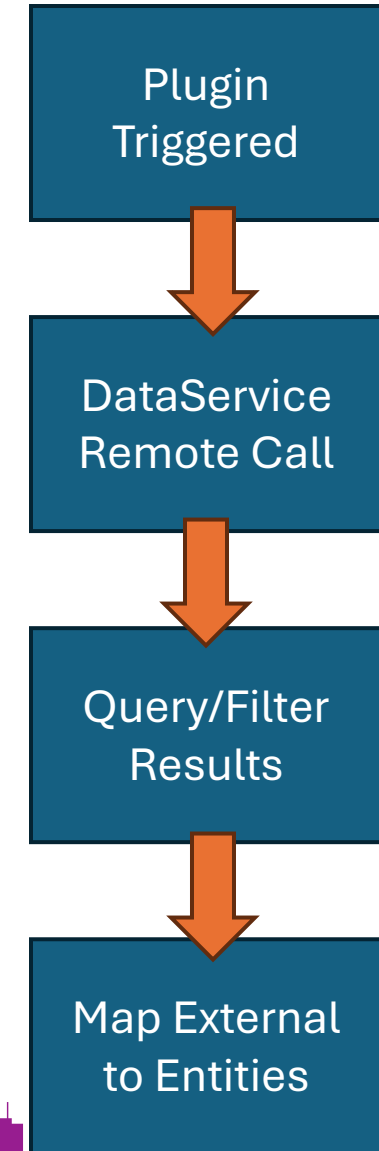 Plugin
Triggered
DataService
Remote Call
Query/Filter
Results
Map External
to Entities